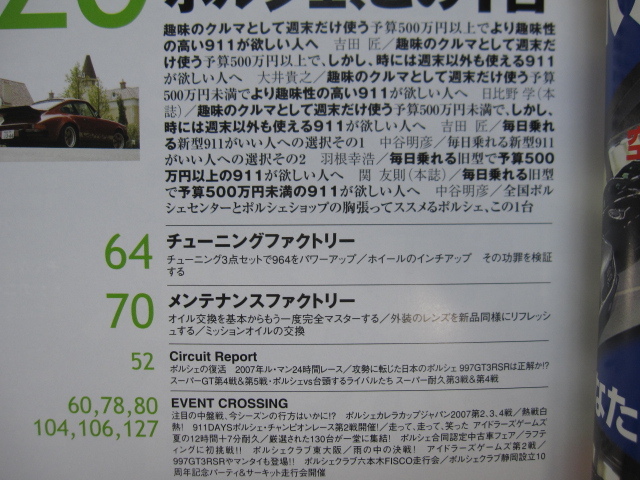 ポルシェ、この1台
趣味のクルマとして週末だけ使う予算500万円以上でより趣味性
の高い911が欲しい人へ 吉田 匠／趣味のクルマとして週末だ
け使う予算500万円以上で、しかし、時には週末以外も使える911
が欲しい人へ 大井貴之／趣味のクルマとして週末だけ使う予算
500万円未満でより趣味性の高い911が欲しい人へ 日比野 学（本
誌）／趣味のクルマとして週末だけ使う予算500万円未満で、しかし、
時には週末以外も使える911が欲しい人へ 吉田 匠／毎日乗れ
る新型911がいい人への選択その1 中谷明彦／毎日乗れる新型911
がいい人への選択その2 羽根幸浩／毎日乗れる旧型で予算500
万円以上の911が欲しい人へ 関 友則（本誌）／毎日乗れる旧型
で予算500万円未満の911が欲しい人へ 中谷明彦／全国ポル
シェセンターとポルシェショップの胸張ってススメるポルシェ、この1台
64 チューニングファクトリー
チューニング3点セットで964をパワーアップ／ホイールのインチアップ その功罪を検証
する
70 メンテナンスファクトリー
オイル交換を基本からもう一度完全マスターする／外装のレンズを新品同様にリフレッ
シュする／ミッションオイルの交換
52 Circuit Report
ポルシェの復活 2007年ル・マン24時間レース／攻勢に転じた日本のポルシェ 997GT3RSRは正解か!?
スーパーGT第4戦&第5戦・ポルシェvs台頭するライバルたち スーパー耐久第3戦&第4戦
60,78,80
104,106,127
EVENT CROSSING
注目の中盤戦、今シーズンの行方はいかに!? ポルシェカレラカップジャパン2007第2、3、4戦／熱戦白
熱! 911DAYSポルシェ・チャンピオンレース第2戦開催!／走って、走って、笑った アイドラーズゲームズ
夏の12時間+7分耐久／厳選された130台が一堂に集結! ポルシェ合同認定中古車フェア／ラフティ
ングに初挑戦!! ポルシェクラブ東大阪／雨の中の決戦! アイドラーズゲームズ第2戦／
997GT3RSやマンタイも登場!! ポルシェクラブ六本木FISCO走行会／ポルシェクラブ静岡設立10
周年記念パーティ&サーキット走行会開催
なた